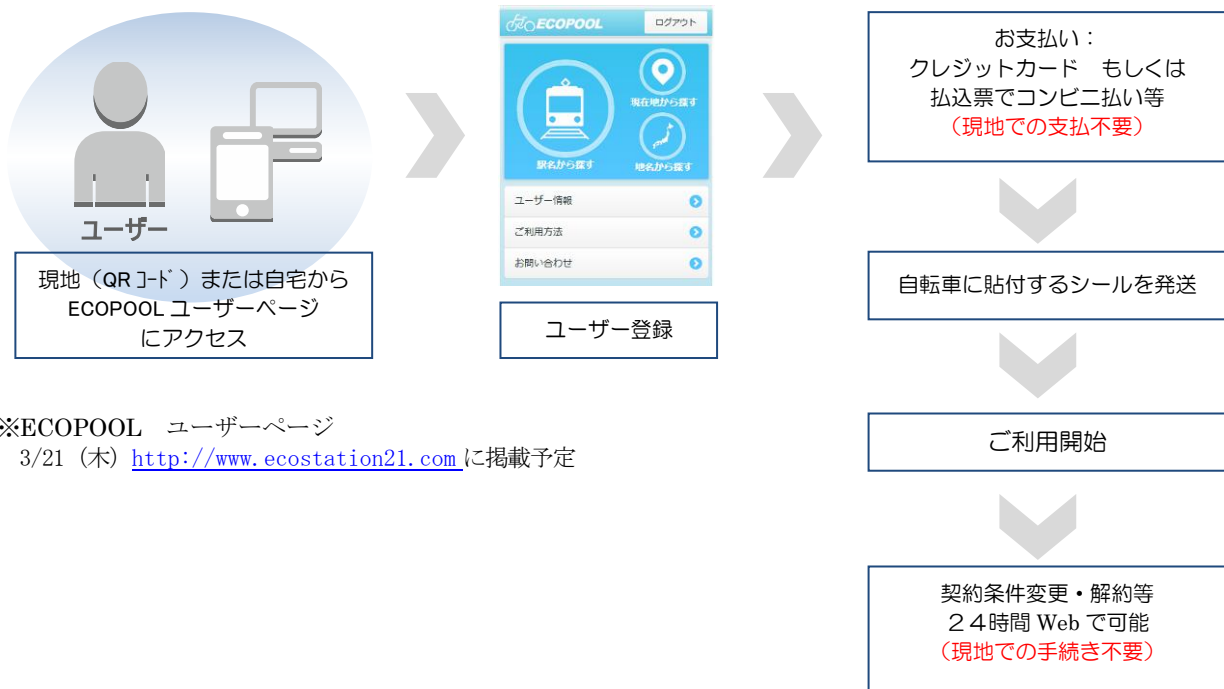 ユーザー
現地（QRｺｰﾄﾞ）または自宅から
ECOPOOL ユーザーページ
にアクセス
ECOPOOL
ログアウト
現在地から探す
駅名から探す
地名から探す
ユーザー情報
ご利用方法
お問い合わせ
ユーザー登録
お支払い：
クレジットカード　もしくは
払込票でコンビニ払い等
（現地での支払不要）
自転車に貼付するシールを発送
ご利用開始
契約条件変更・解約等
２４時間 Web で可能
（現地での手続き不要）
※ECOPOOL　ユーザーページ
3/21（木）http://www.ecostation21.com に掲載予定